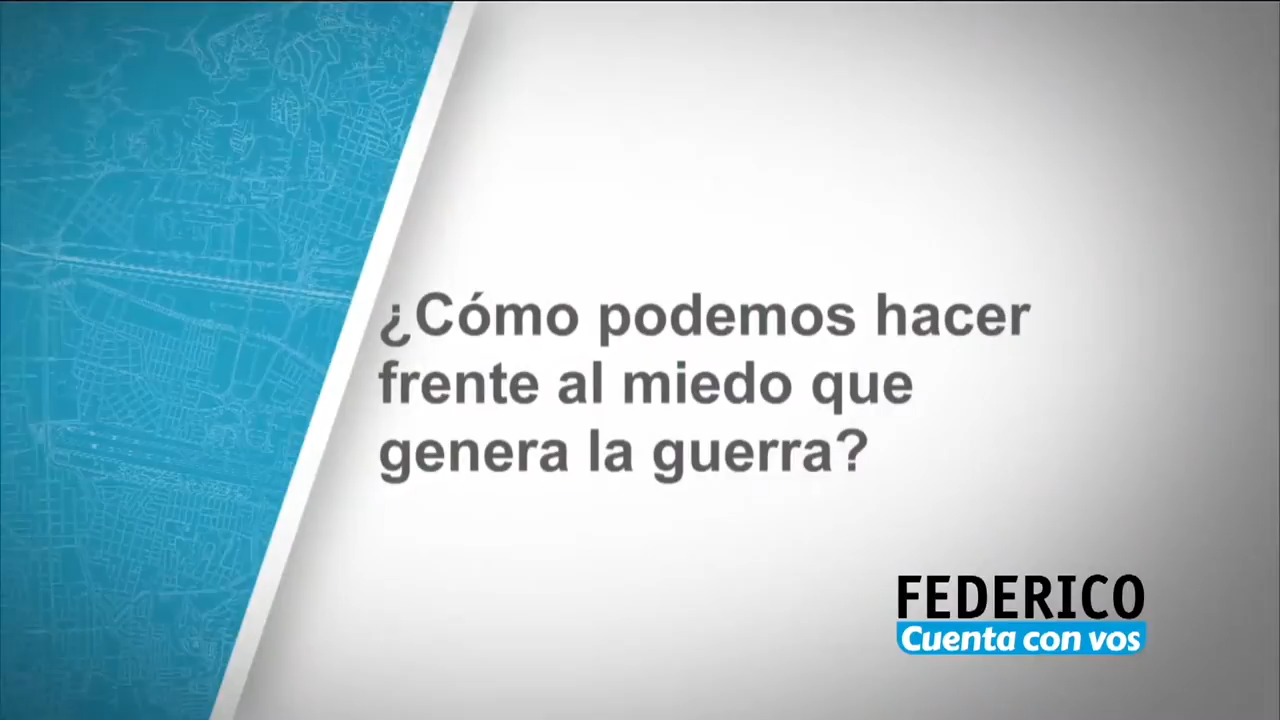 ¿Cómo podemos hacer
frente al miedo que
genera la guerra?
FEDERICO
Cuenta con vos